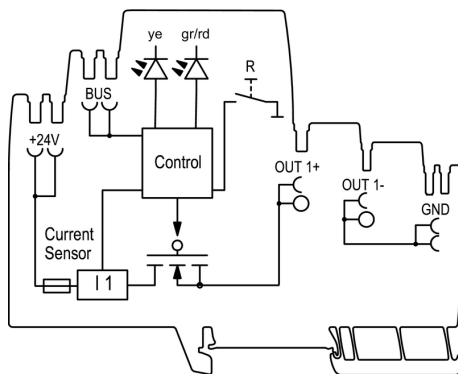 ye gr/rd
R
BUS
+24V
Control
OUT 1+
OUT 1-
GND
Current
Sensor
I 1